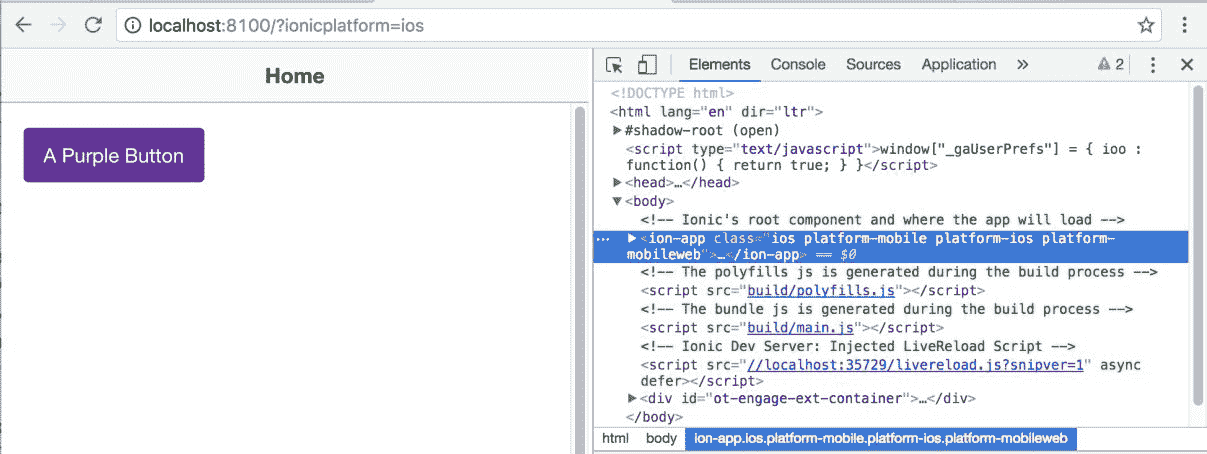 localhost:8100/?ionicplatform=ios
Home
A Purple Button
Elements Console Sources Application » 2
<!DOCTYPE html>
<html lang="en" dir="ltr">
▶#shadow-root (open)
<script type="text/javascript">window["_gaUserPrefs"] = { ioo :
function() { return true; } }</script>
▶<head>…</head>
▼<body>
<!-- Ionic's root component and where the app will load -->
… ▶<ion-app class="ios platform-mobile platform-ios platform-
mobileweb">…</ion-app> == $0
<!-- The polyfills js is generated during the build process -->
<script src="build/polyfills.js"></script>
<!-- The bundle js is generated during the build process -->
<script src="build/main.js"></script>
<!-- Ionic Dev Server: Injected LiveReload Script -->
<script src="//localhost:35729/livereload.js?snipver=1" async
defer></script>
▶<div id="ot-engage-ext-container">…</div>
</body>
html body ion-app.ios.platform-mobile.platform-ios.platform-mobileweb